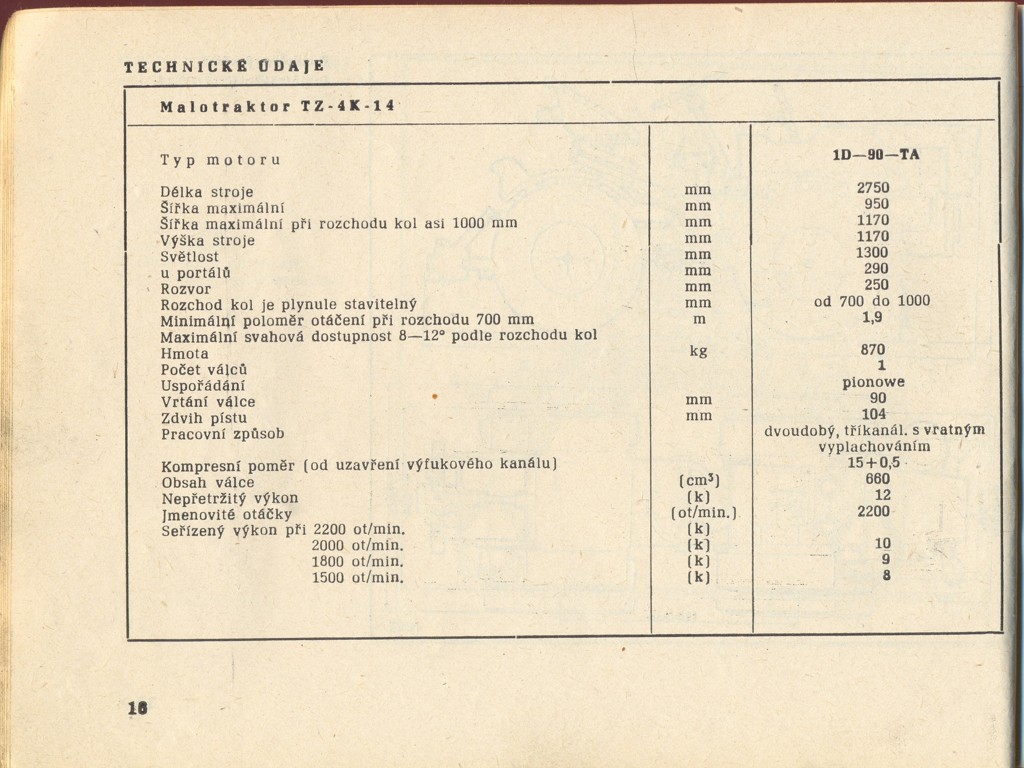 TECHNICKÉ ÚDAJE
Malotraktor TZ-4K-14
Typ motoru 1D—90—TA
Délka stroje mm 2750
Šířka maximální mm 950
Šířka maximální při rozchodu kol asi 1000 mm mm 1170
Výška stroje mm 1170
Světlost mm 1300
u portálů mm 290
Rozvor mm 250
Rozchod kol je plynule stavitelný mm od 700 do 1000
Minimální poloměr otáčení při rozchodu 700 mm m 1,9
Maximální svahová dostupnost 8—12° podle rozchodu kol
Hmota kg 870
Počet válců 1
Uspořádání pionowe
Vrtání válce mm 90
Zdvih pístu mm 104
Pracovní způsob dvoudobý, tříkanál. s vratným
vyplachováním
Kompresní poměr (od uzavření výfukového kanálu) 15+0,5
Obsah válce (cm³) 660
Nepřetržitý výkon (k) 12
Jmenovité otáčky (ot/min.) 2200
Seřízený výkon při 2200 ot/min. (k)
2000 ot/min. (k) 10
1800 ot/min. (k) 9
1500 ot/min. (k) 8
16